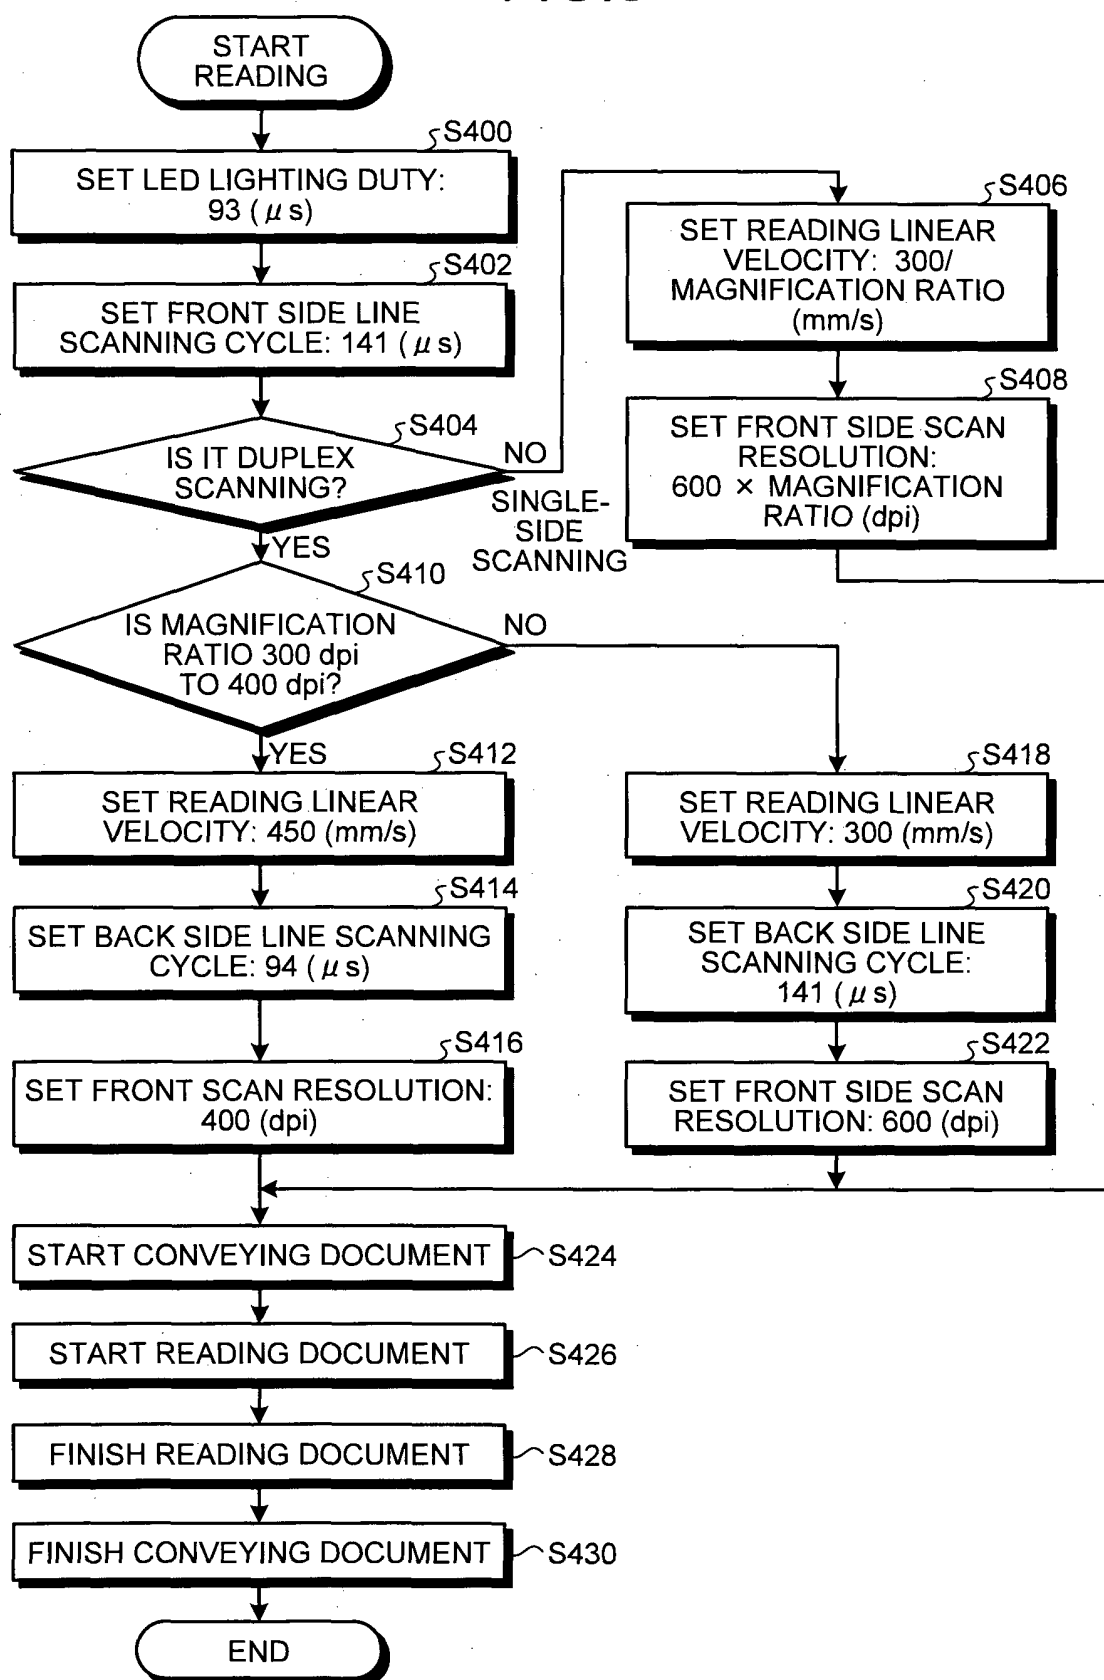 START
READING
S400
SET LED LIGHTING DUTY:
93 (μs)
S402
SET FRONT SIDE LINE
SCANNING CYCLE: 141 (μs)
S404
IS IT DUPLEX
SCANNING?
NO
SINGLE-
SIDE
SCANNING
YES
S406
SET READING LINEAR
VELOCITY: 300/
MAGNIFICATION RATIO
(mm/s)
S408
SET FRONT SIDE SCAN
RESOLUTION:
600 × MAGNIFICATION
RATIO (dpi)
S410
IS MAGNIFICATION
RATIO 300 dpi
TO 400 dpi?
NO
YES
S412
SET READING LINEAR
VELOCITY: 450 (mm/s)
S414
SET BACK SIDE LINE SCANNING
CYCLE: 94 (μs)
S416
SET FRONT SCAN RESOLUTION:
400 (dpi)
S418
SET READING LINEAR
VELOCITY: 300 (mm/s)
S420
SET BACK SIDE LINE
SCANNING CYCLE:
141 (μs)
S422
SET FRONT SIDE SCAN
RESOLUTION: 600 (dpi)
START CONVEYING DOCUMENT
S424
START READING DOCUMENT
S426
FINISH READING DOCUMENT
S428
FINISH CONVEYING DOCUMENT
S430
END